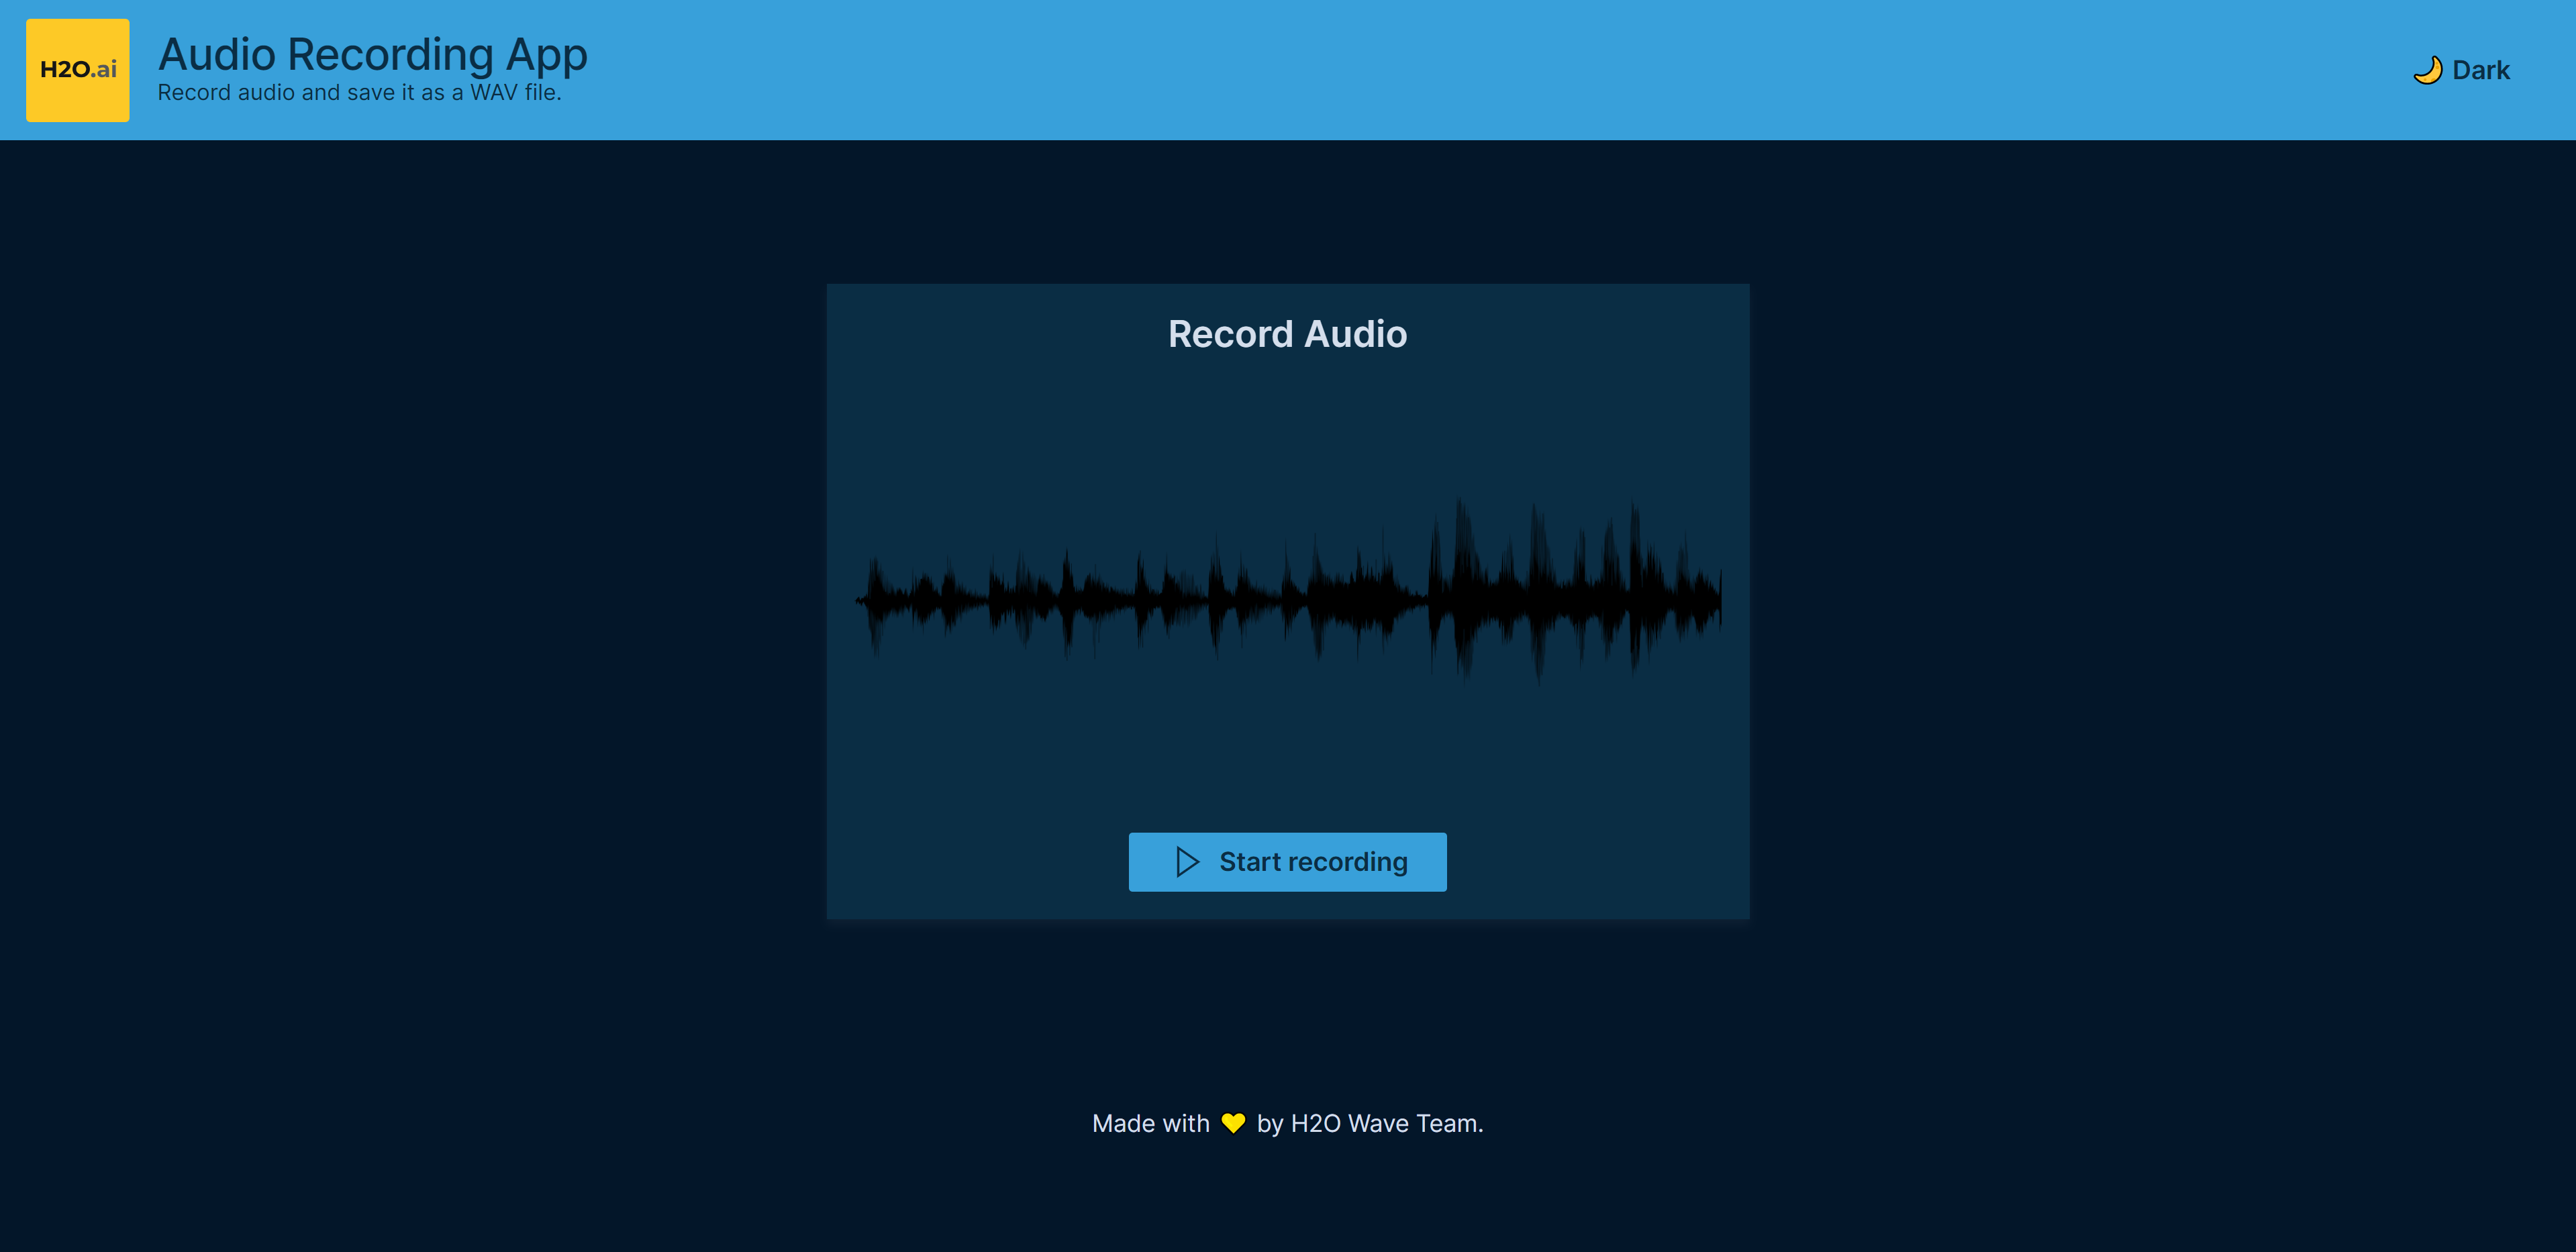 H2O.ai
Audio Recording App
Record audio and save it as a WAV file.
🌙 Dark
Record Audio
Start recording
Made with 💛 by H2O Wave Team.